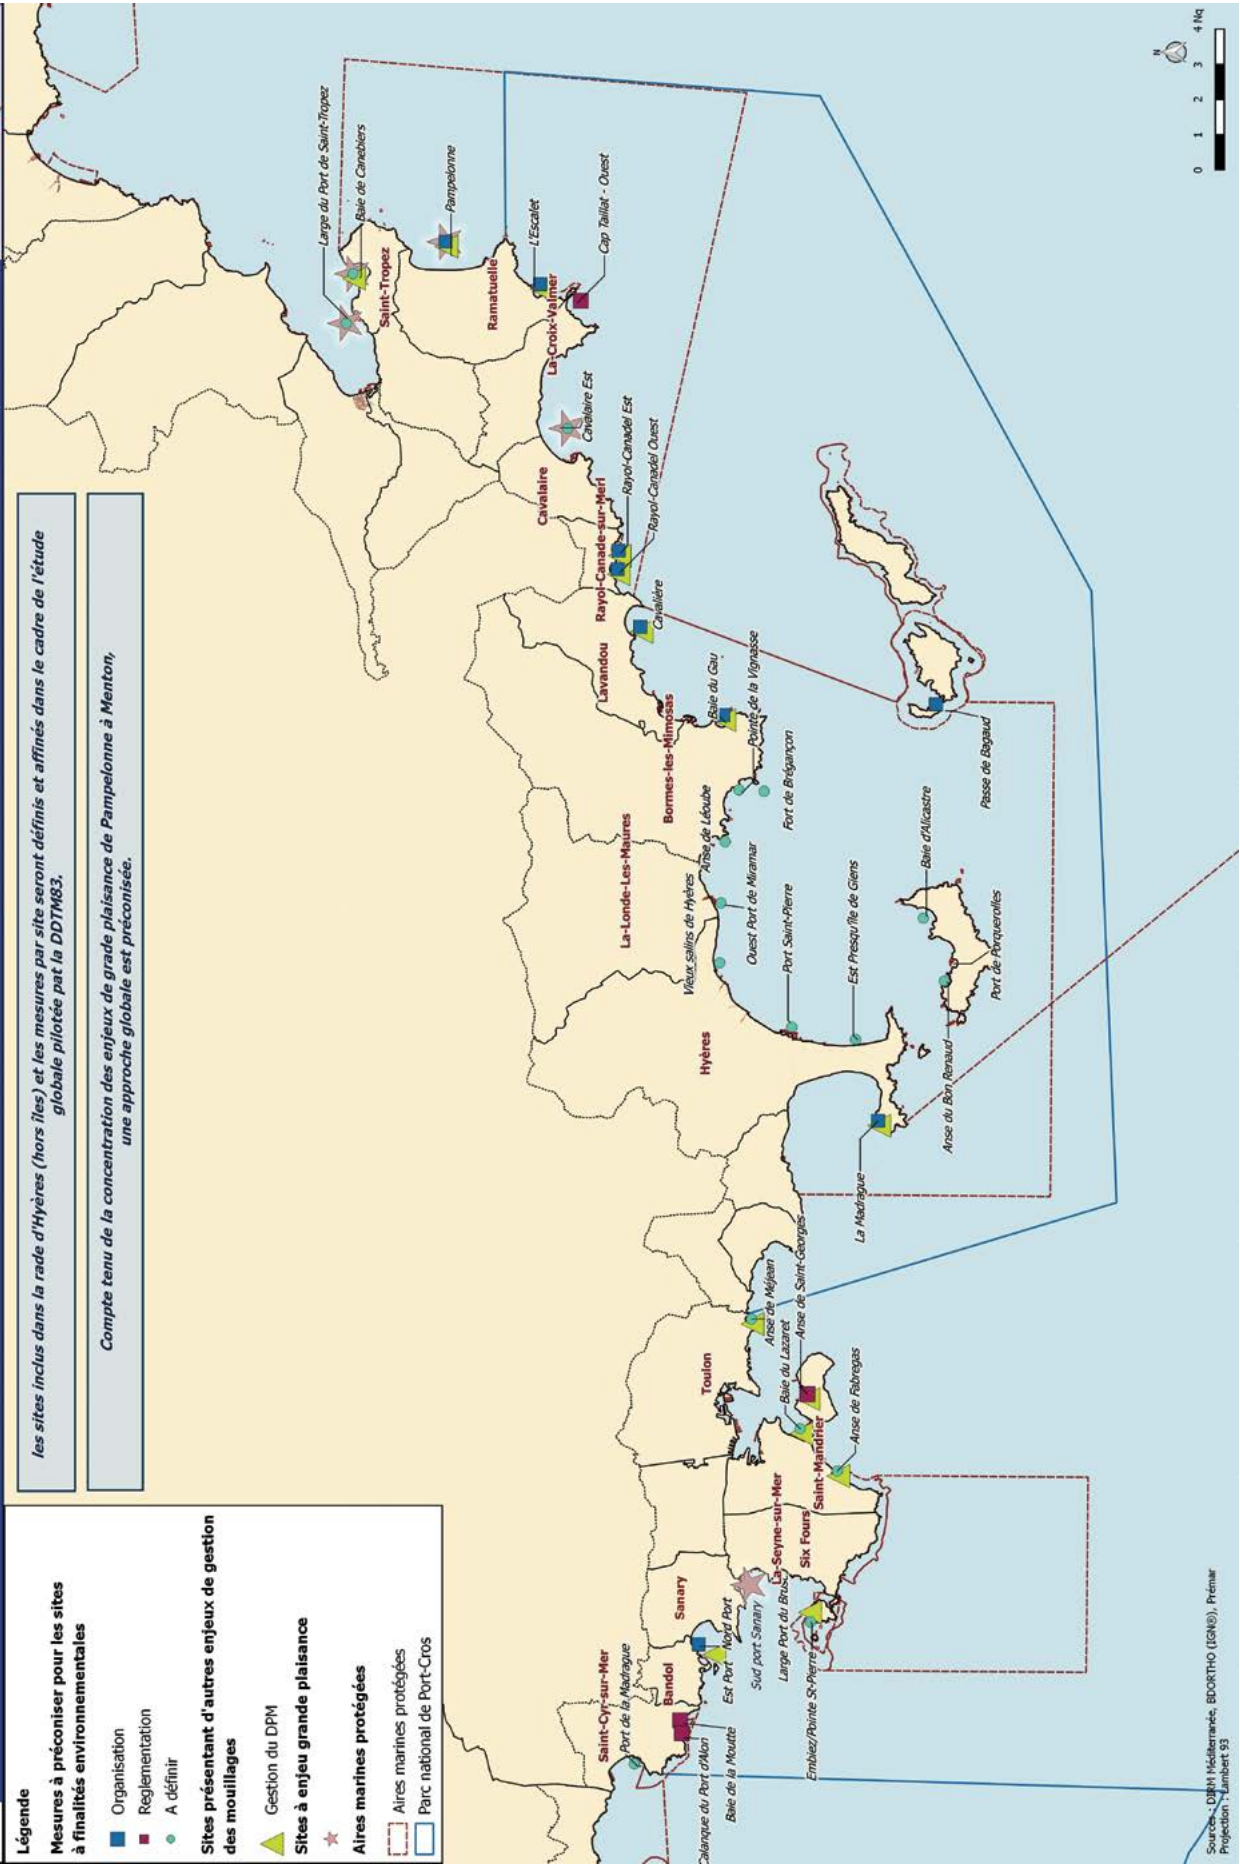 les sites inclus dans la rade d'Hyères (hors îles) et les mesures par site seront définis et affinés dans le cadre de l'étude
globale pilotée pat la DDTM83.
Compte tenu de la concentration des enjeux de grade plaisance de Pampelonne à Menton,
une approche globale est préconisée.
Légende
Mesures à préconiser pour les sites
à finalités environnementales
Organisation
Reglementation
A définir
Sites présentant d'autres enjeux de gestion
des mouillages
Gestion du DPM
Sites à enjeu grande plaisance
Aires marines protégées
Aires marines protégées
Parc national de Port-Cros
Saint-Cyr-sur-Mer
Port de la Madrague
Bandol
Calanque du Port d'Alon
Baie de la Moutte
Sanary
Est Port
Nord Port
Sud port Sanary
Large Port du Brusc
Embiez/Pointe St-Pierre
La-Seyne-sur-Mer
Six Fours
Saint-Mandrier
Anse de Fabregas
Baie du Lazaret
Anse de Saint-Georges
Toulon
Anse de Méjean
La Madrague
Hyères
Anse du Bon Renaud
Port de Porquerolles
Baie d'Alicastre
Est Presqu'île de Giens
Port Saint-Pierre
Vieux salins de Hyères
Ouest Port de Miramar
La-Londe-Les-Maures
Anse de Léoube
Fort de Brégançon
Pointe de la Vignasse
Bormes-les-Mimosas
Baie du Gau
Passe de Bagaud
Lavandou
Cavalière
Rayol-Canade-sur-Merl
Rayol-Canadel Ouest
Rayol-Canadel Est
Cavalaire
Cavalaire Est
La-Croix-Valmer
Cap Taillat - Ouest
L'Escalet
Ramatuelle
Pampelonne
Saint-Tropez
Baie de Canebiers
Large du Port de Saint-Tropez
N
0 1 2 3 4 Nq
Sources : DIRM Méditerranée, BDORTHO (IGN®), Prémar
Projection : Lambert 93